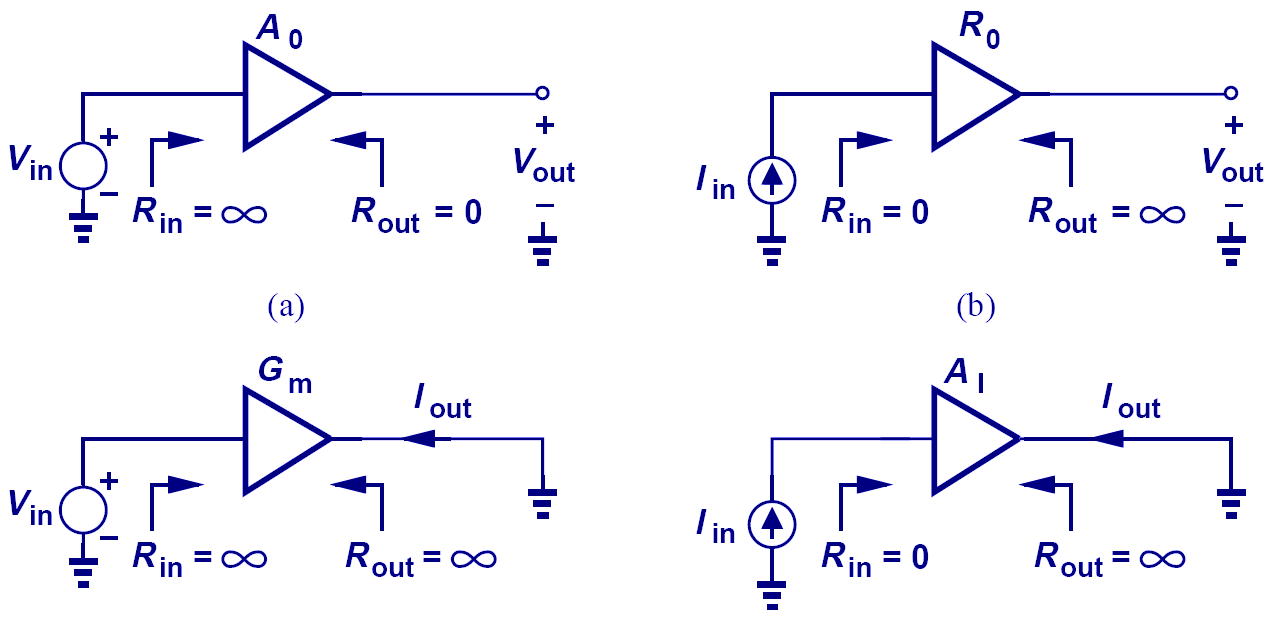 A0
R0
Vin
+
−
Rin = ∞
Rout = 0
+
Vout
−
Iin
Rin = 0
Rout = ∞
+
Vout
−
(a)
(b)
Gm
Iout
AI
Iout
Vin
+
−
Rin = ∞
Rout = ∞
Iin
Rin = 0
Rout = ∞